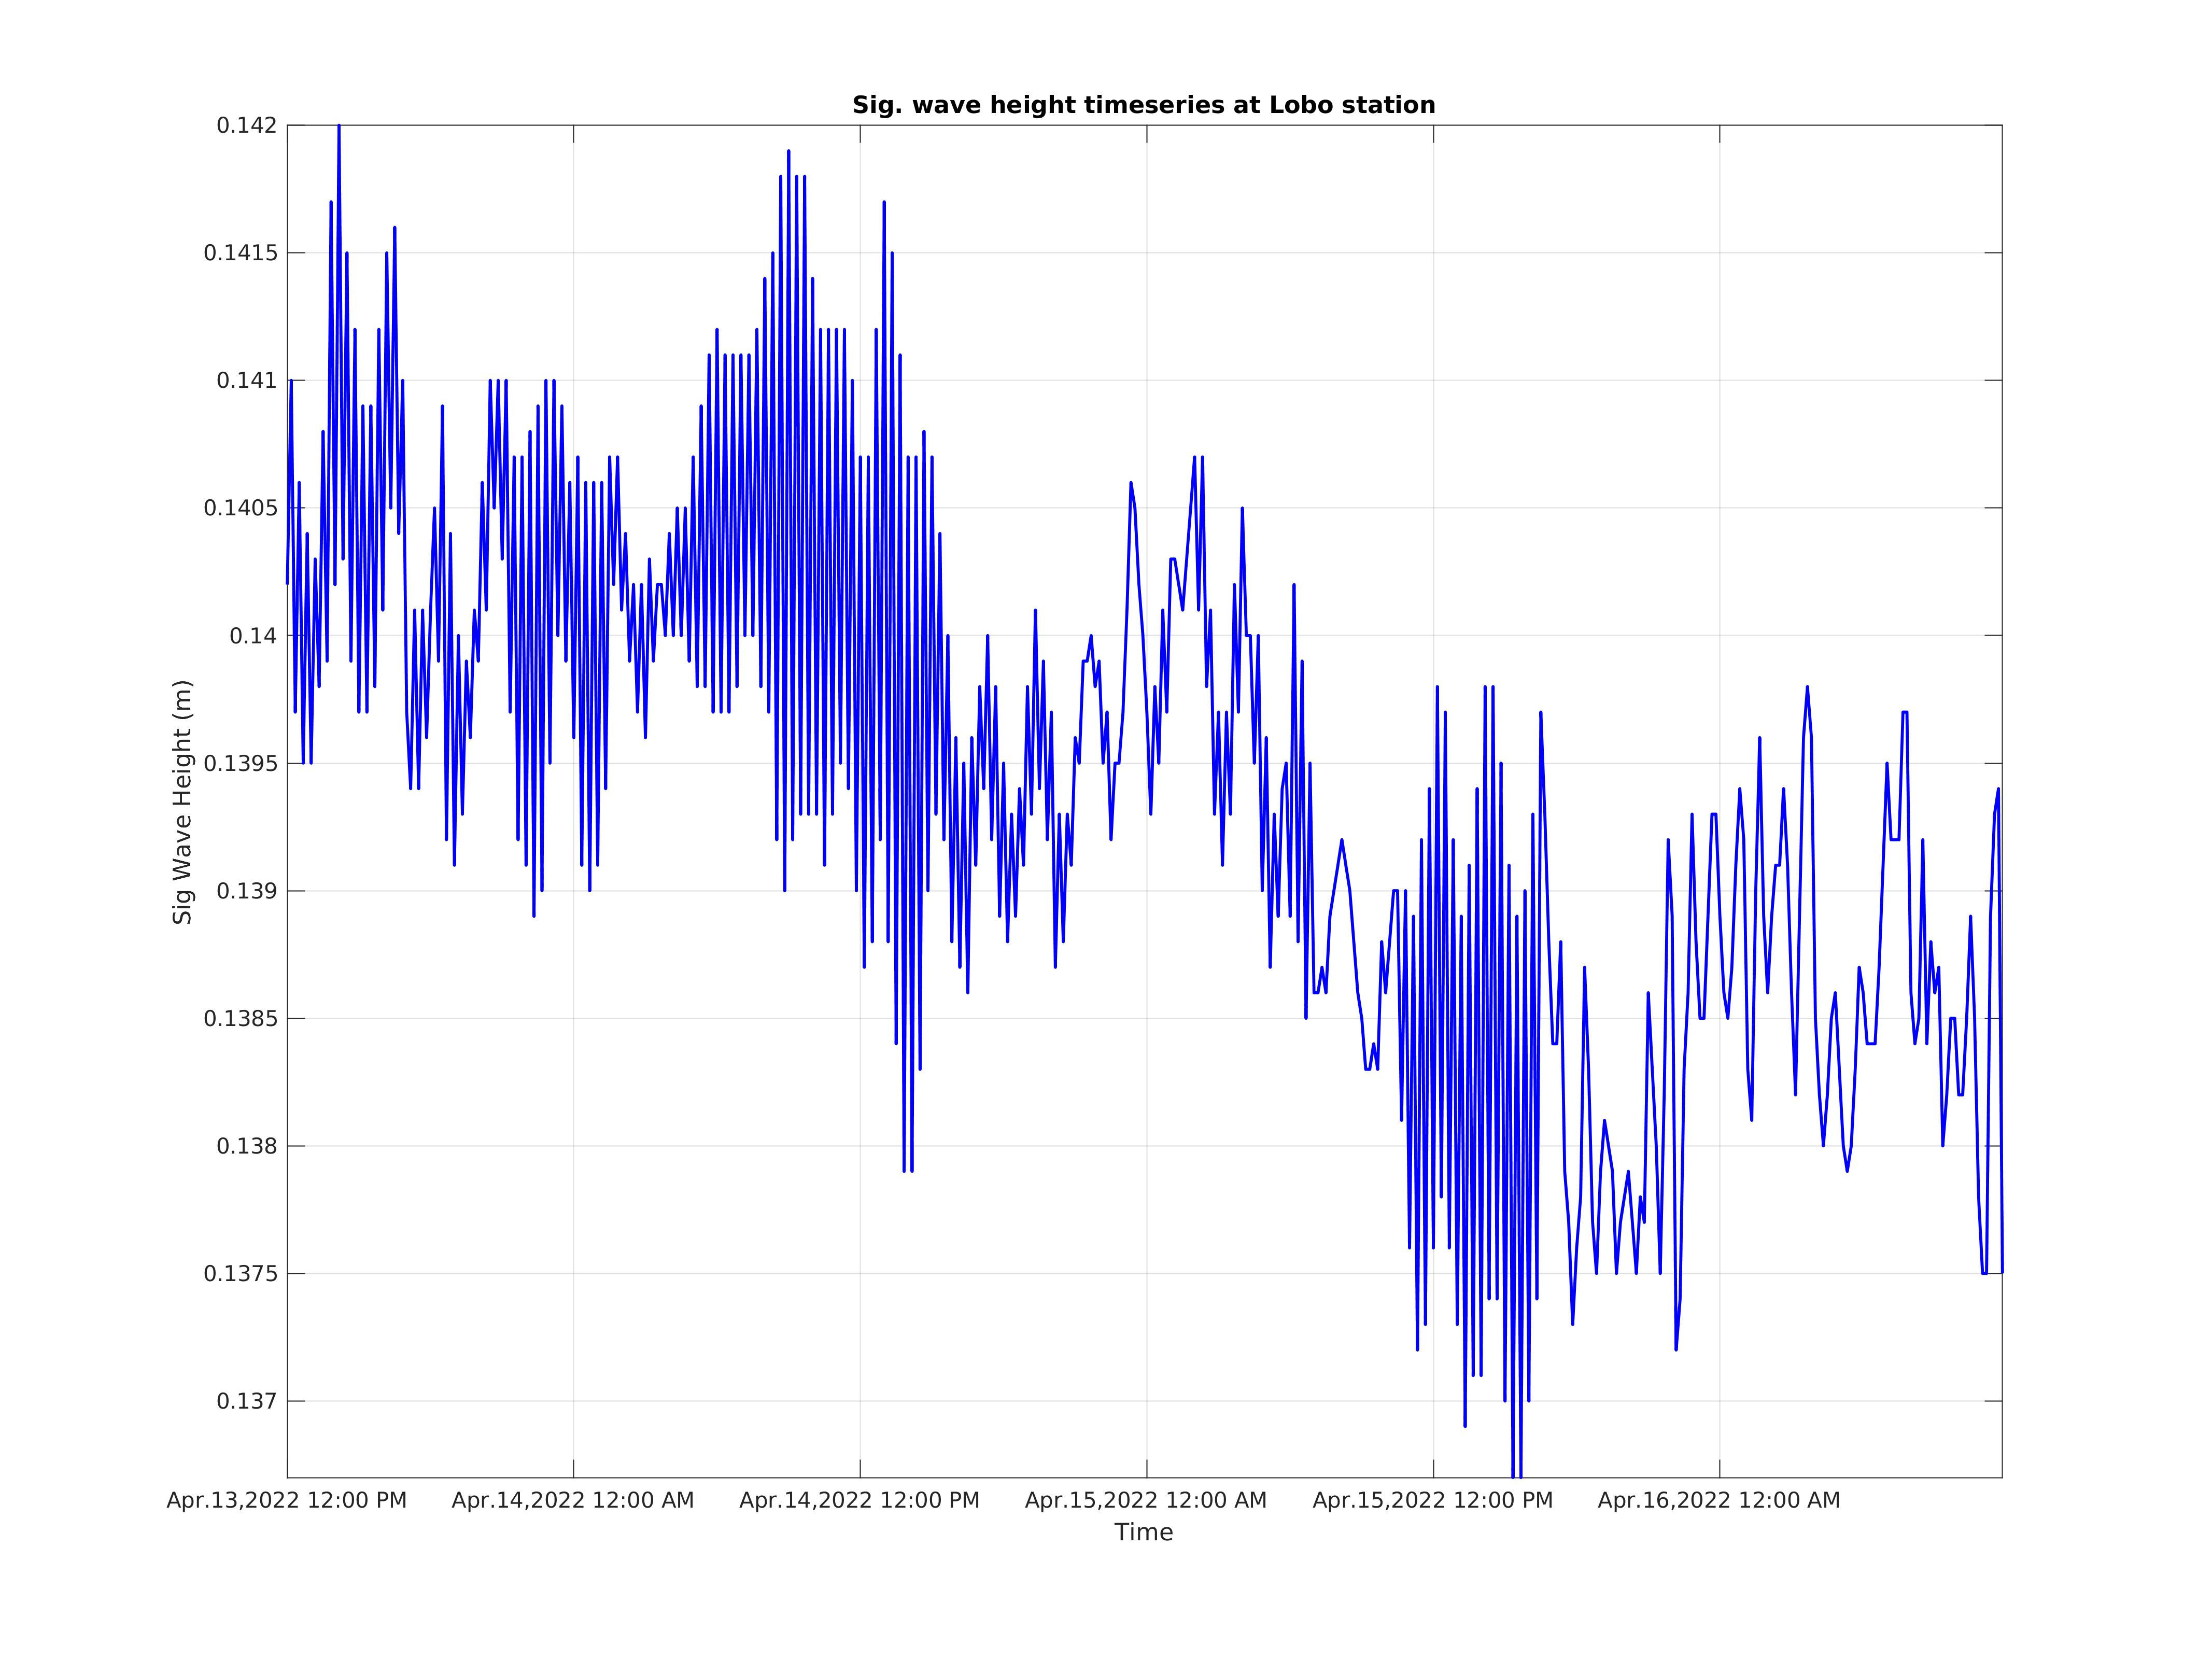 Sig. wave height timeseries at Lobo station
0.142
0.1415
0.141
0.1405
0.14
0.1395
0.139
0.1385
0.138
0.1375
0.137
Sig Wave Height (m)
Apr.13,2022 12:00 PM Apr.14,2022 12:00 AM Apr.14,2022 12:00 PM Apr.15,2022 12:00 AM Apr.15,2022 12:00 PM Apr.16,2022 12:00 AM
Time